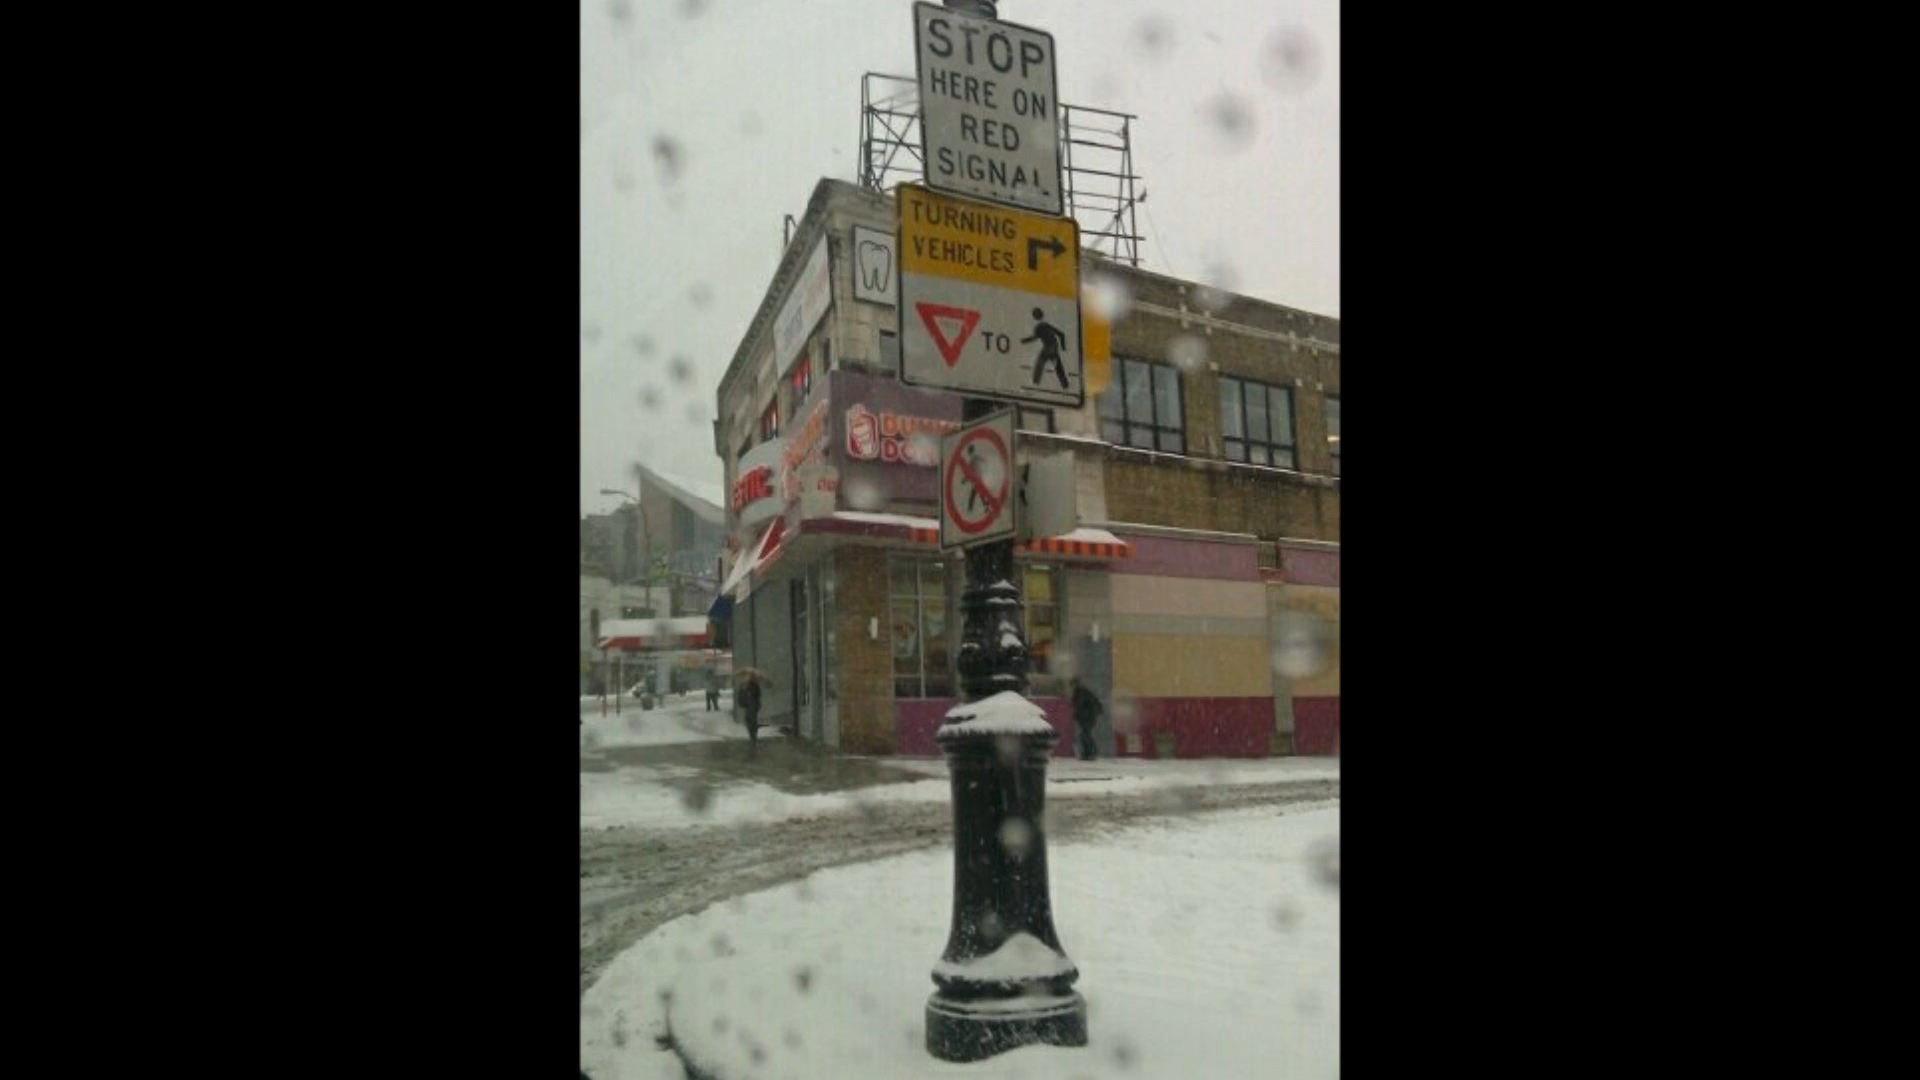 STOP
HERE ON
RED
SIGNAL
TURNING
VEHICLES
TO